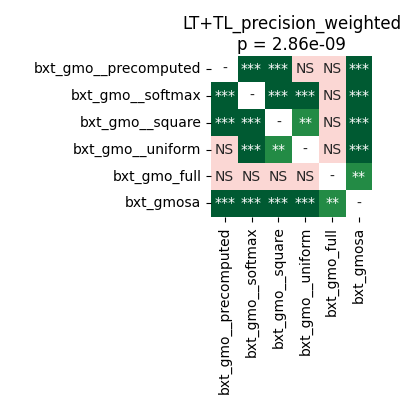 LT+TL_precision_weighted
p = 2.86e-09
bxt_gmo__precomputed - *** *** NS NS ***
bxt_gmo__softmax *** - *** *** NS ***
bxt_gmo__square *** *** - ** NS ***
bxt_gmo__uniform NS *** ** - NS ***
bxt_gmo_full NS NS NS NS - **
bxt_gmosa *** *** *** *** ** -
bxt_gmo__precomputed
bxt_gmo__softmax
bxt_gmo__square
bxt_gmo__uniform
bxt_gmo_full
bxt_gmosa